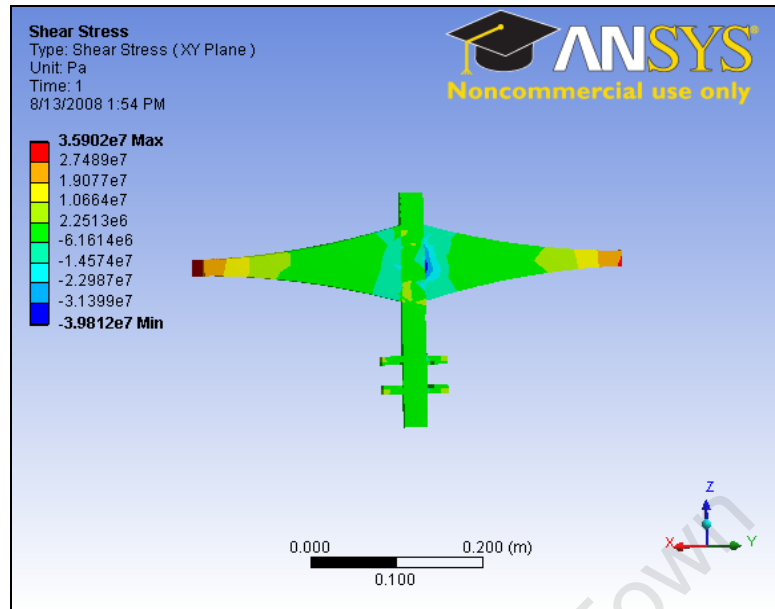 Shear Stress
Type: Shear Stress ( XY Plane )
Unit: Pa
Time: 1
8/13/2008 1:54 PM
ANSYS
Noncommercial use only
3.5902e7 Max
2.7489e7
1.9077e7
1.0664e7
2.2513e6
-6.1614e6
-1.4574e7
-2.2987e7
-3.1399e7
-3.9812e7 Min
Z
X
Y
0.000
0.200 (m)
0.100
Town